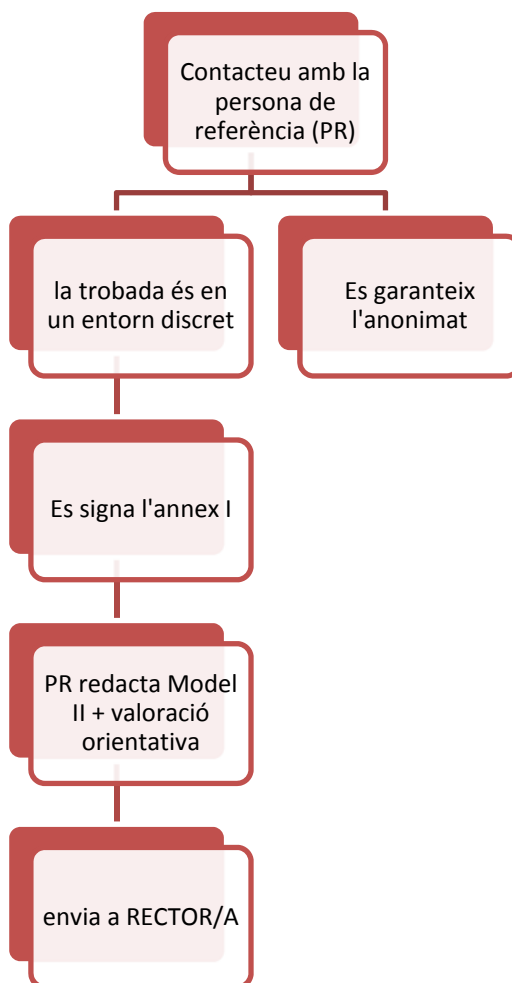 Contacteu amb la
persona de
referència (PR)
la trobada és en
un entorn discret
Es garanteix
l'anonimat
Es signa l'annex I
PR redacta Model
II + valoració
orientativa
envia a RECTOR/A